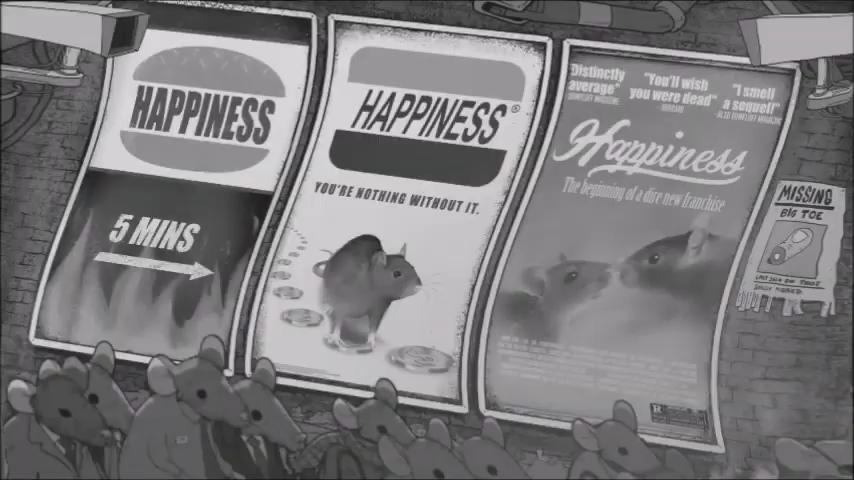 HAPPINESS
5 MINS
HAPPINESS®
YOU'RE NOTHING WITHOUT IT.
"Distinctly
average"
"You'll wish
you were dead"
"I smell
a sequel!"
Happiness
The beginning of a dire new franchise
R
MISSING
BIG TOE